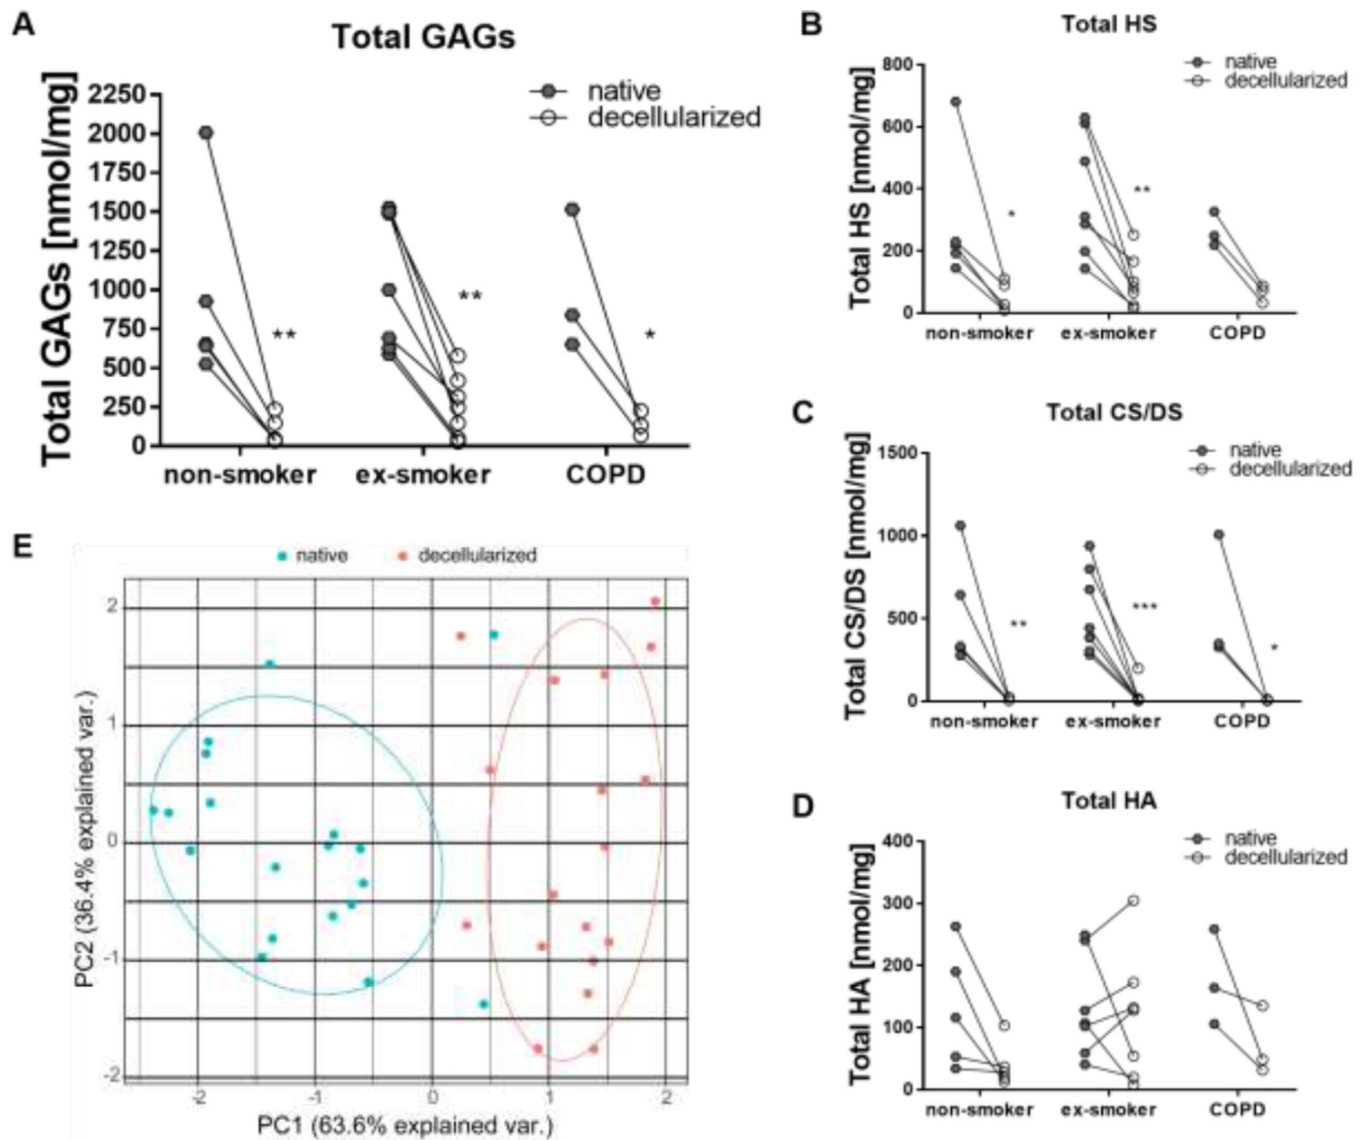 A
Total GAGs
native
decellularized
Total GAGs [nmol/mg]
2250
2000
1750
1500
1250
1000
750
500
250
0
**
**
*
non-smoker
ex-smoker
COPD
B
Total HS
native
decellularized
Total HS [nmol/mg]
800
600
400
200
0
*
**
non-smoker
ex-smoker
COPD
C
Total CS/DS
native
decellularized
Total CS/DS [nmol/mg]
1500
1000
500
0
**
***
*
non-smoker
ex-smoker
COPD
D
Total HA
native
decellularized
Total HA [nmol/mg]
400
300
200
100
0
non-smoker
ex-smoker
COPD
E
native
decellularized
PC2 (36.4% explained var.)
2
1
0
-1
-2
-2
-1
0
1
2
PC1 (63.6% explained var.)